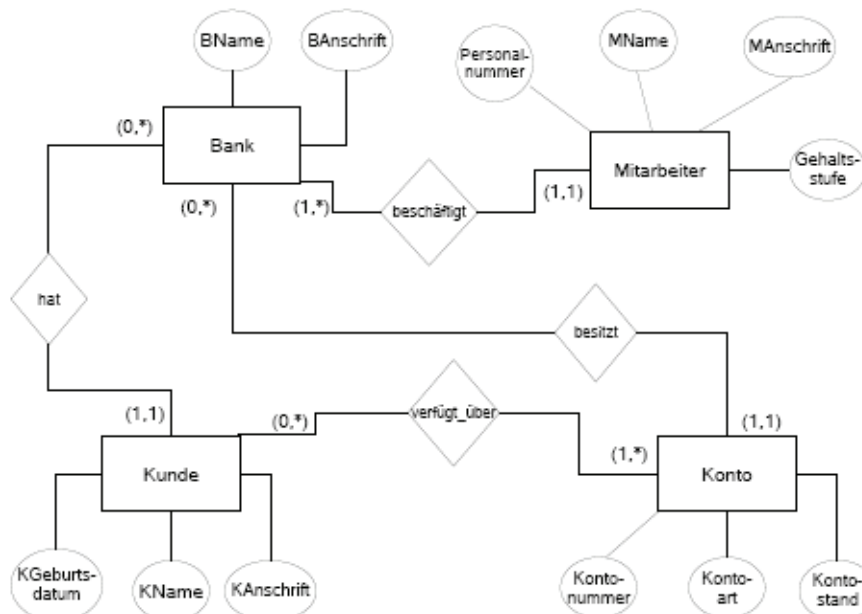 BName
BAnschrift
Personal-
nummer
MName
MAnschrift
(0,*)
Bank
Mitarbeiter
Gehalts-
stufe
(0,*)
(1,*)
beschäftigt
(1,1)
hat
besitzt
(1,1)
(0,*)
verfügt_über
(1,*)
(1,1)
Kunde
Konto
KGeburts-
datum
KName
KAnschrift
Konto-
nummer
Konto-
art
Konto-
stand